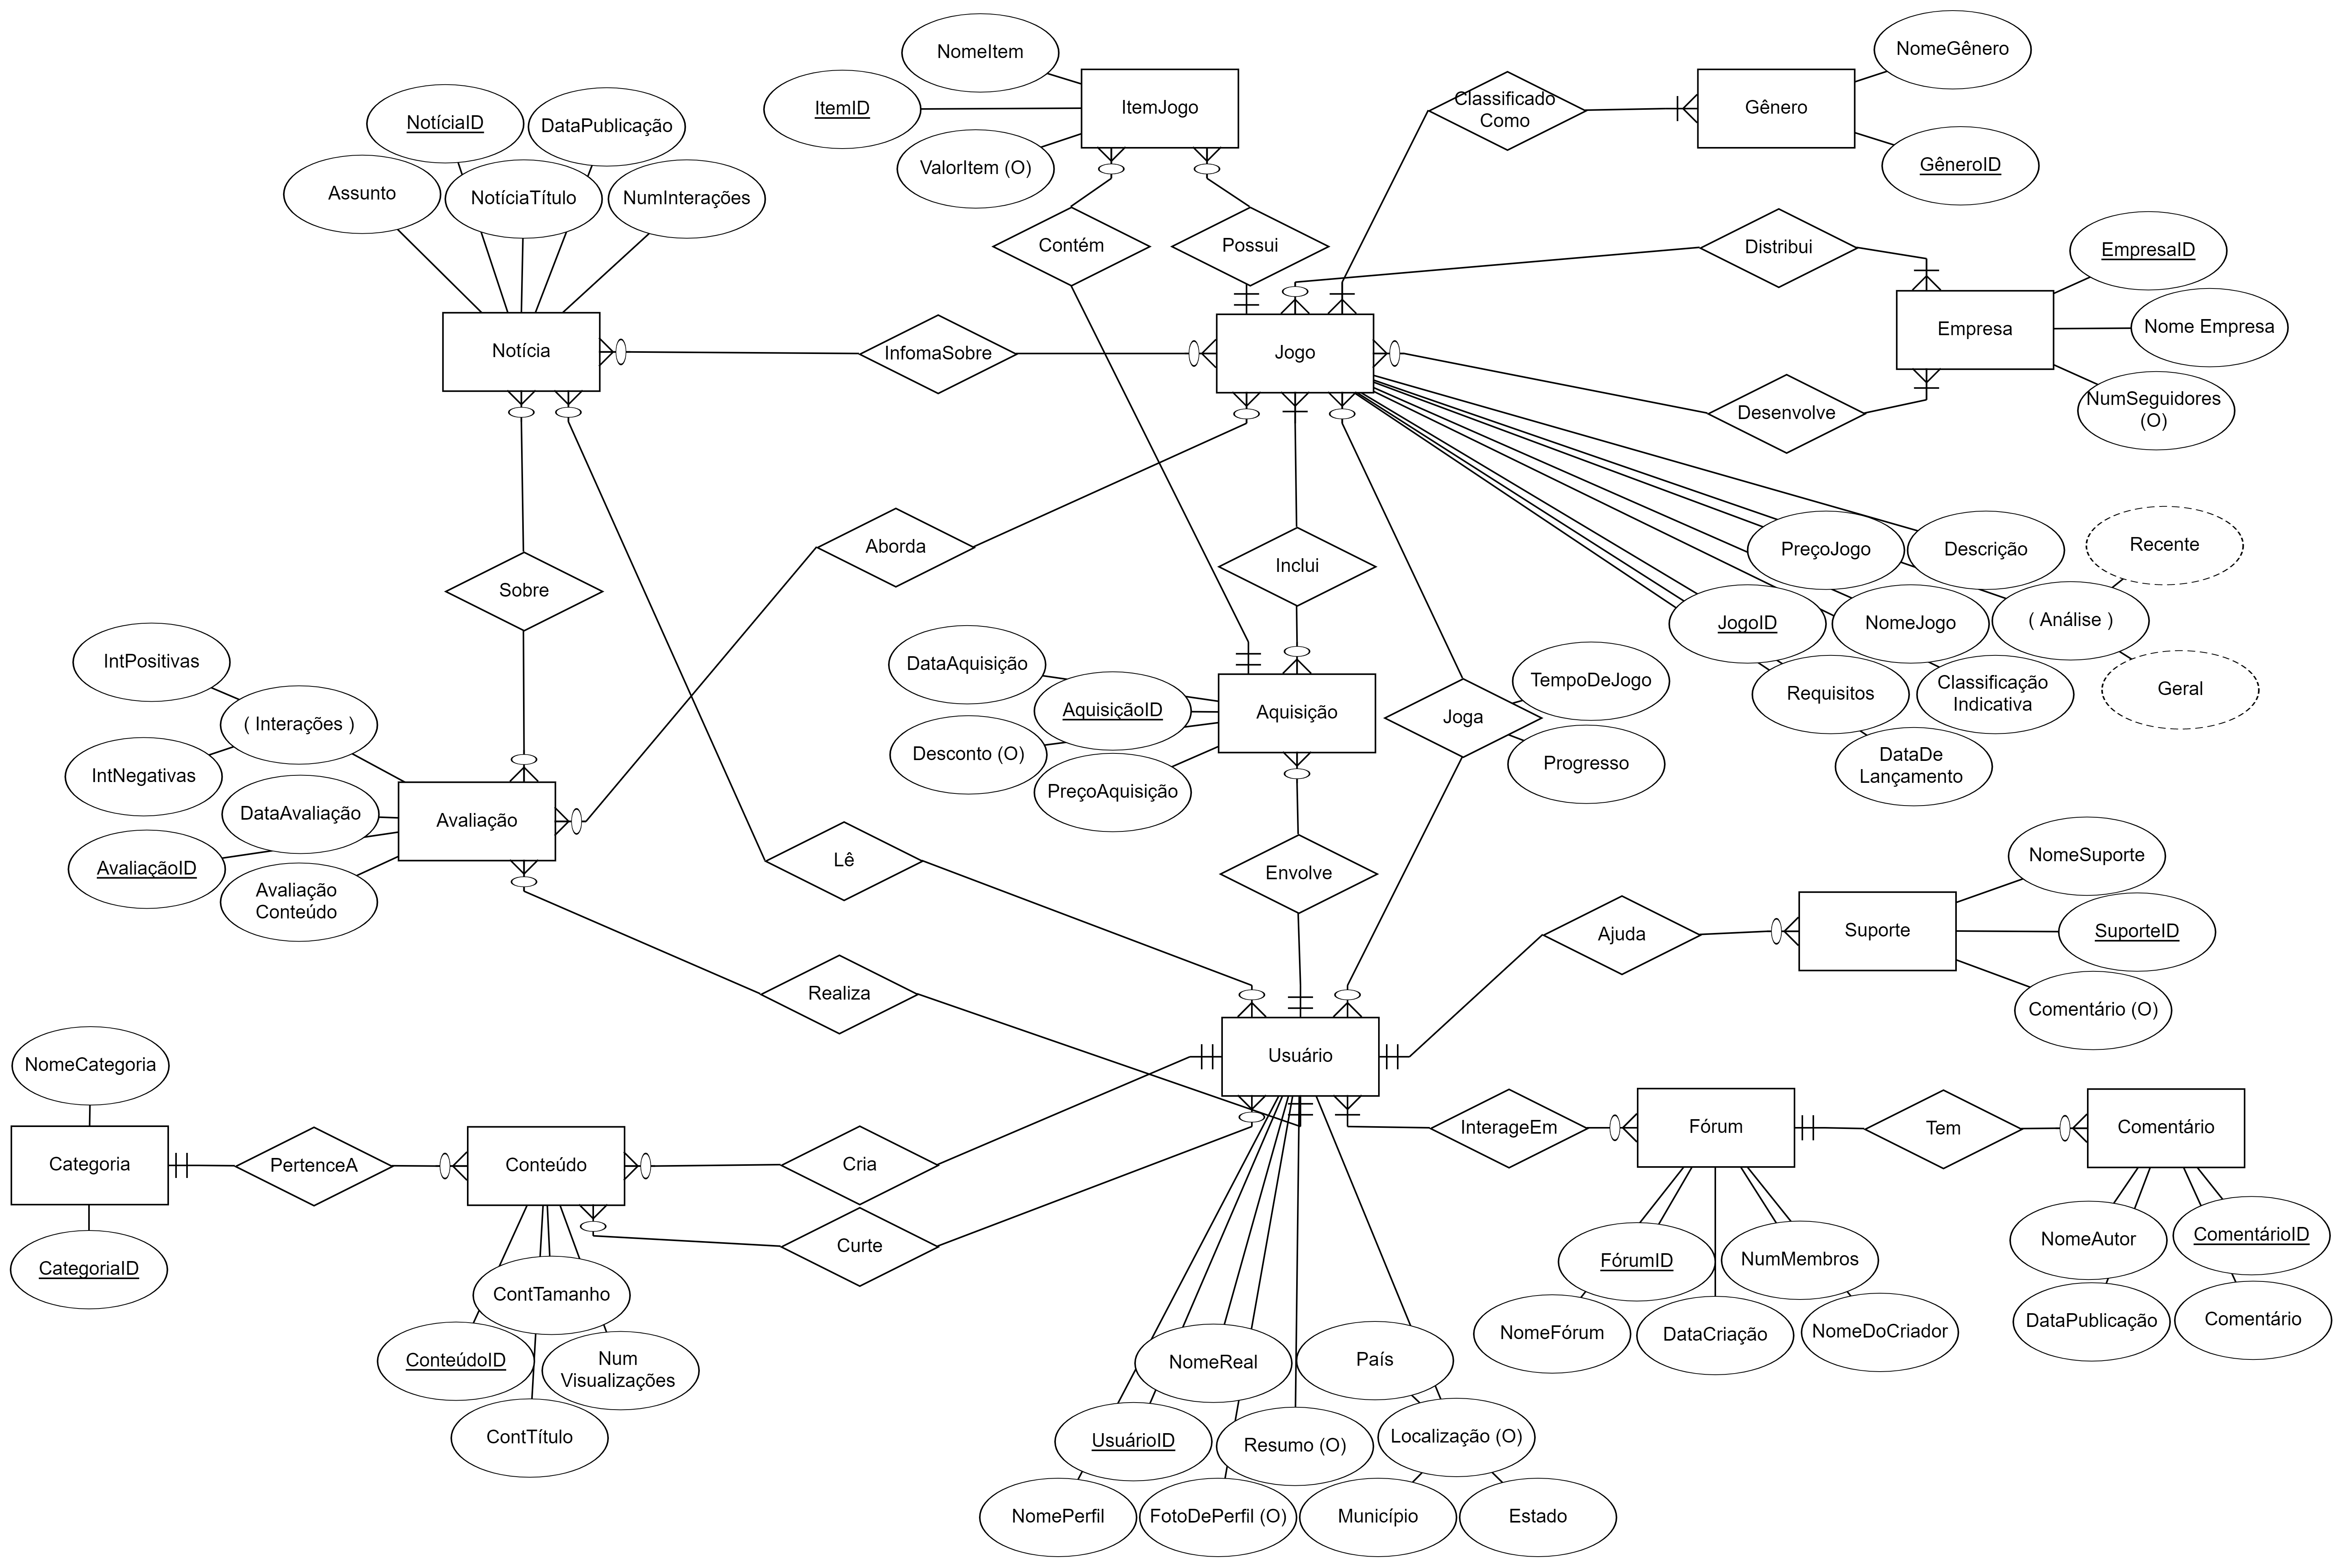 NomeItem
NomeGênero
ItemID
ItemJogo
Classificado
Como
Gênero
NotíciaID
DataPublicação
ValorItem (O)
GêneroID
Assunto
NotíciaTítulo
NumInterações
Contém
Possui
Distribui
EmpresaID
Notícia
InfomaSobre
Jogo
Empresa
Nome Empresa
Desenvolve
NumSeguidores
(O)
Sobre
Aborda
Inclui
PreçoJogo
Descrição
Recente
JogoID
NomeJogo
( Análise )
IntPositivas
DataAquisição
TempoDeJogo
Requisitos
Classificação
Indicativa
Geral
( Interações )
AquisiçãoID
Aquisição
Joga
IntNegativas
Desconto (O)
Progresso
DataDe
Lançamento
PreçoAquisição
DataAvaliação
Avaliação
AvaliaçãoID
Avaliação
Conteúdo
Lê
Envolve
NomeSuporte
Ajuda
Suporte
SuporteID
Realiza
Comentário (O)
NomeCategoria
Usuário
Categoria
PertenceA
Conteúdo
Cria
InterageEm
Fórum
Tem
Comentário
Curte
CategoriaID
ContTamanho
FórumID
NumMembros
NomeAutor
ComentárioID
ConteúdoID
Num
Visualizações
NomeReal
País
NomeFórum
DataCriação
NomeDoCriador
DataPublicação
Comentário
ContTítulo
UsuárioID
Resumo (O)
Localização (O)
NomePerfil
FotoDePerfil (O)
Município
Estado